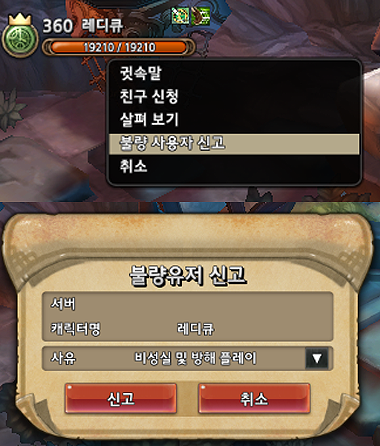 360 레디큐
19210 / 19210
귓속말
친구 신청
살펴 보기
불량 사용자 신고
취소
불량유저 신고
서버
캐릭터명 레디큐
사유 비성실 및 방해 플레이
신고 취소